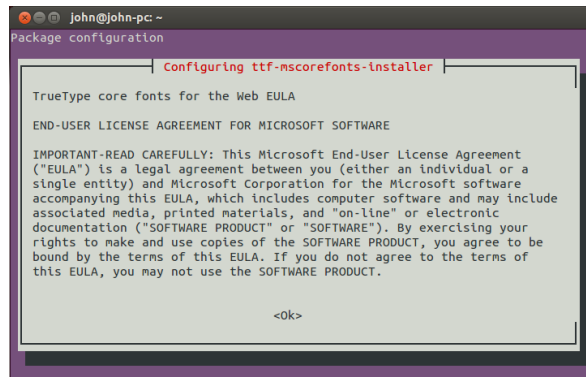 john@john-pc: ~
Package configuration
Configuring ttf-mscorefonts-installer
TrueType core fonts for the Web EULA
END-USER LICENSE AGREEMENT FOR MICROSOFT SOFTWARE
IMPORTANT-READ CAREFULLY: This Microsoft End-User License Agreement
("EULA") is a legal agreement between you (either an individual or a
single entity) and Microsoft Corporation for the Microsoft software
accompanying this EULA, which includes computer software and may include
associated media, printed materials, and "on-line" or electronic
documentation ("SOFTWARE PRODUCT" or "SOFTWARE"). By exercising your
rights to make and use copies of the SOFTWARE PRODUCT, you agree to be
bound by the terms of this EULA. If you do not agree to the terms of
this EULA, you may not use the SOFTWARE PRODUCT.
<Ok>